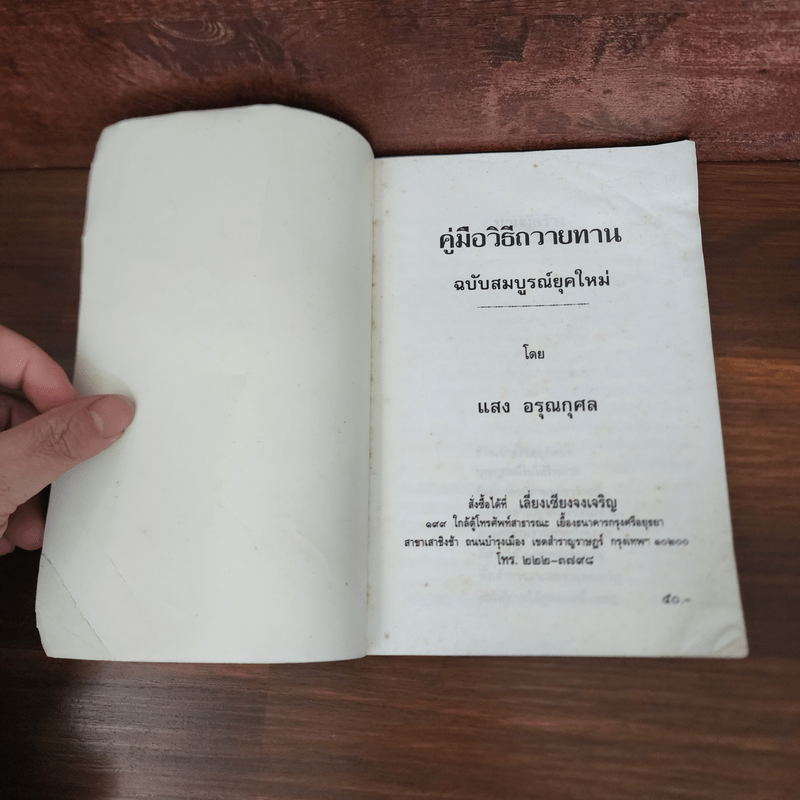 คู่มือวิธีถวายทาน
ฉบับสมบูรณ์ยุคใหม่
โดย
แสง อรุณกุศล
สั่งซื้อได้ที่ เลี่ยงเซียงจงเจริญ
๑๙๙ ใกล้ตู้โทรศัพท์สาธารณะ เยื้องธนาคารกรุงศรีอยุธยา
สาขาเสาชิงช้า ถนนบำรุงเมือง เขตสำราญราษฎร์ กรุงเทพฯ ๑๐๒๐๐
โทร. ๒๒๒-๓๗๙๘
๕๐.-